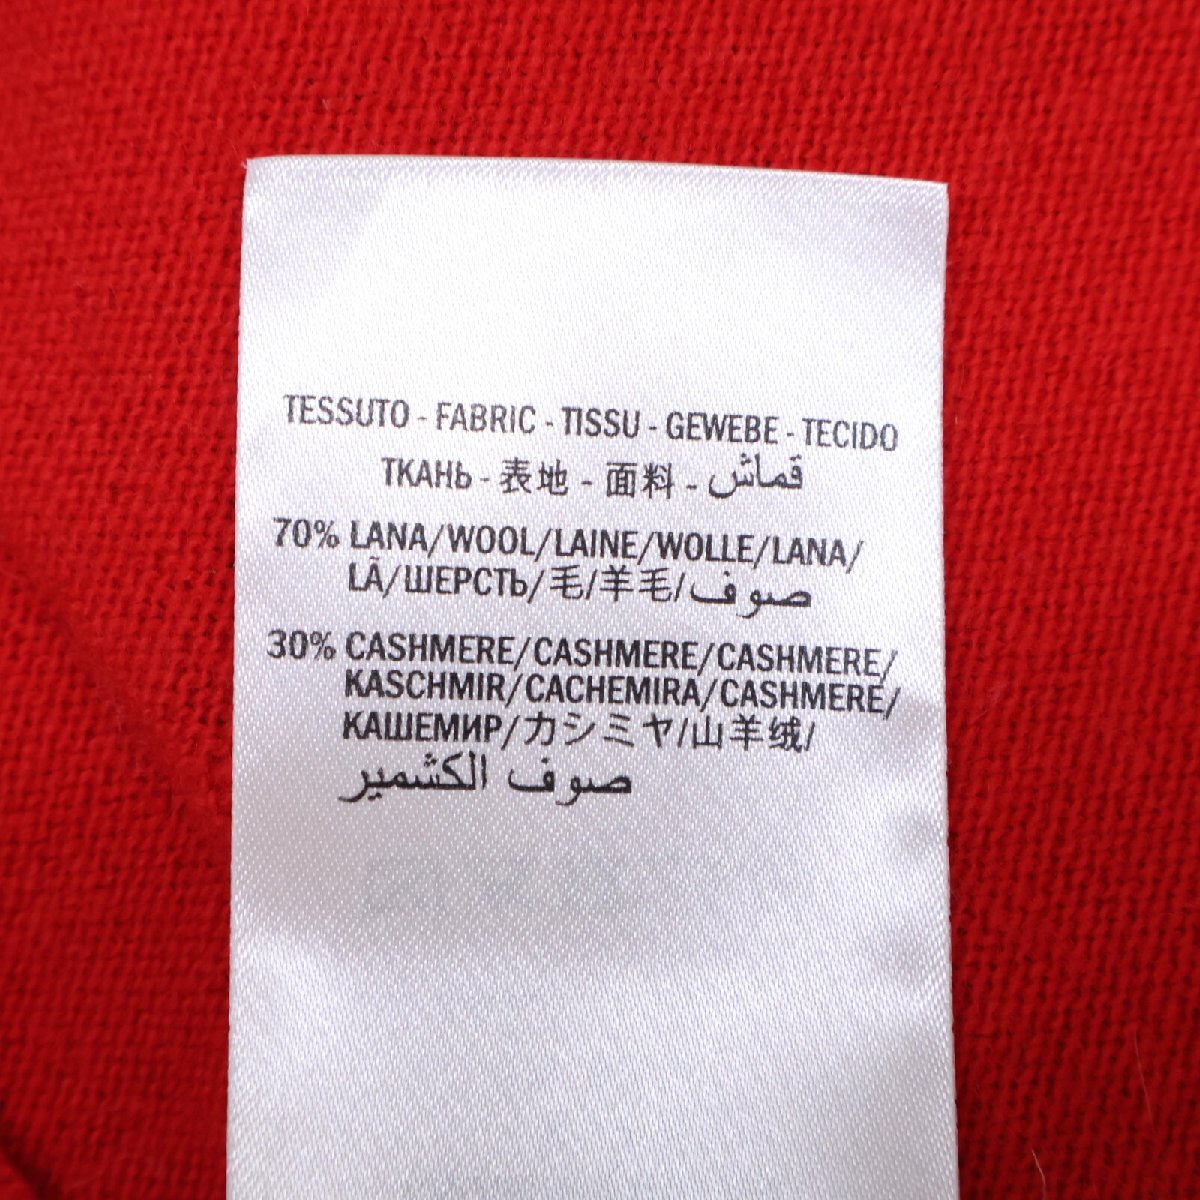 TESSUTO - FABRIC - TISSU - GEWEBE - TECIDO
ТКАНЬ - 表地 - 面料 - قماش
70% LANA/WOOL/LAINE/WOLLE/LANA/
LÃ/ШЕРСТЬ/毛/羊毛/صوف
30% CASHMERE/CASHMERE/CASHMERE/
KASCHMIR/CACHEMIRA/CASHMERE/
КАШЕМИР/カシミヤ/山羊绒/
صوف الكشمير